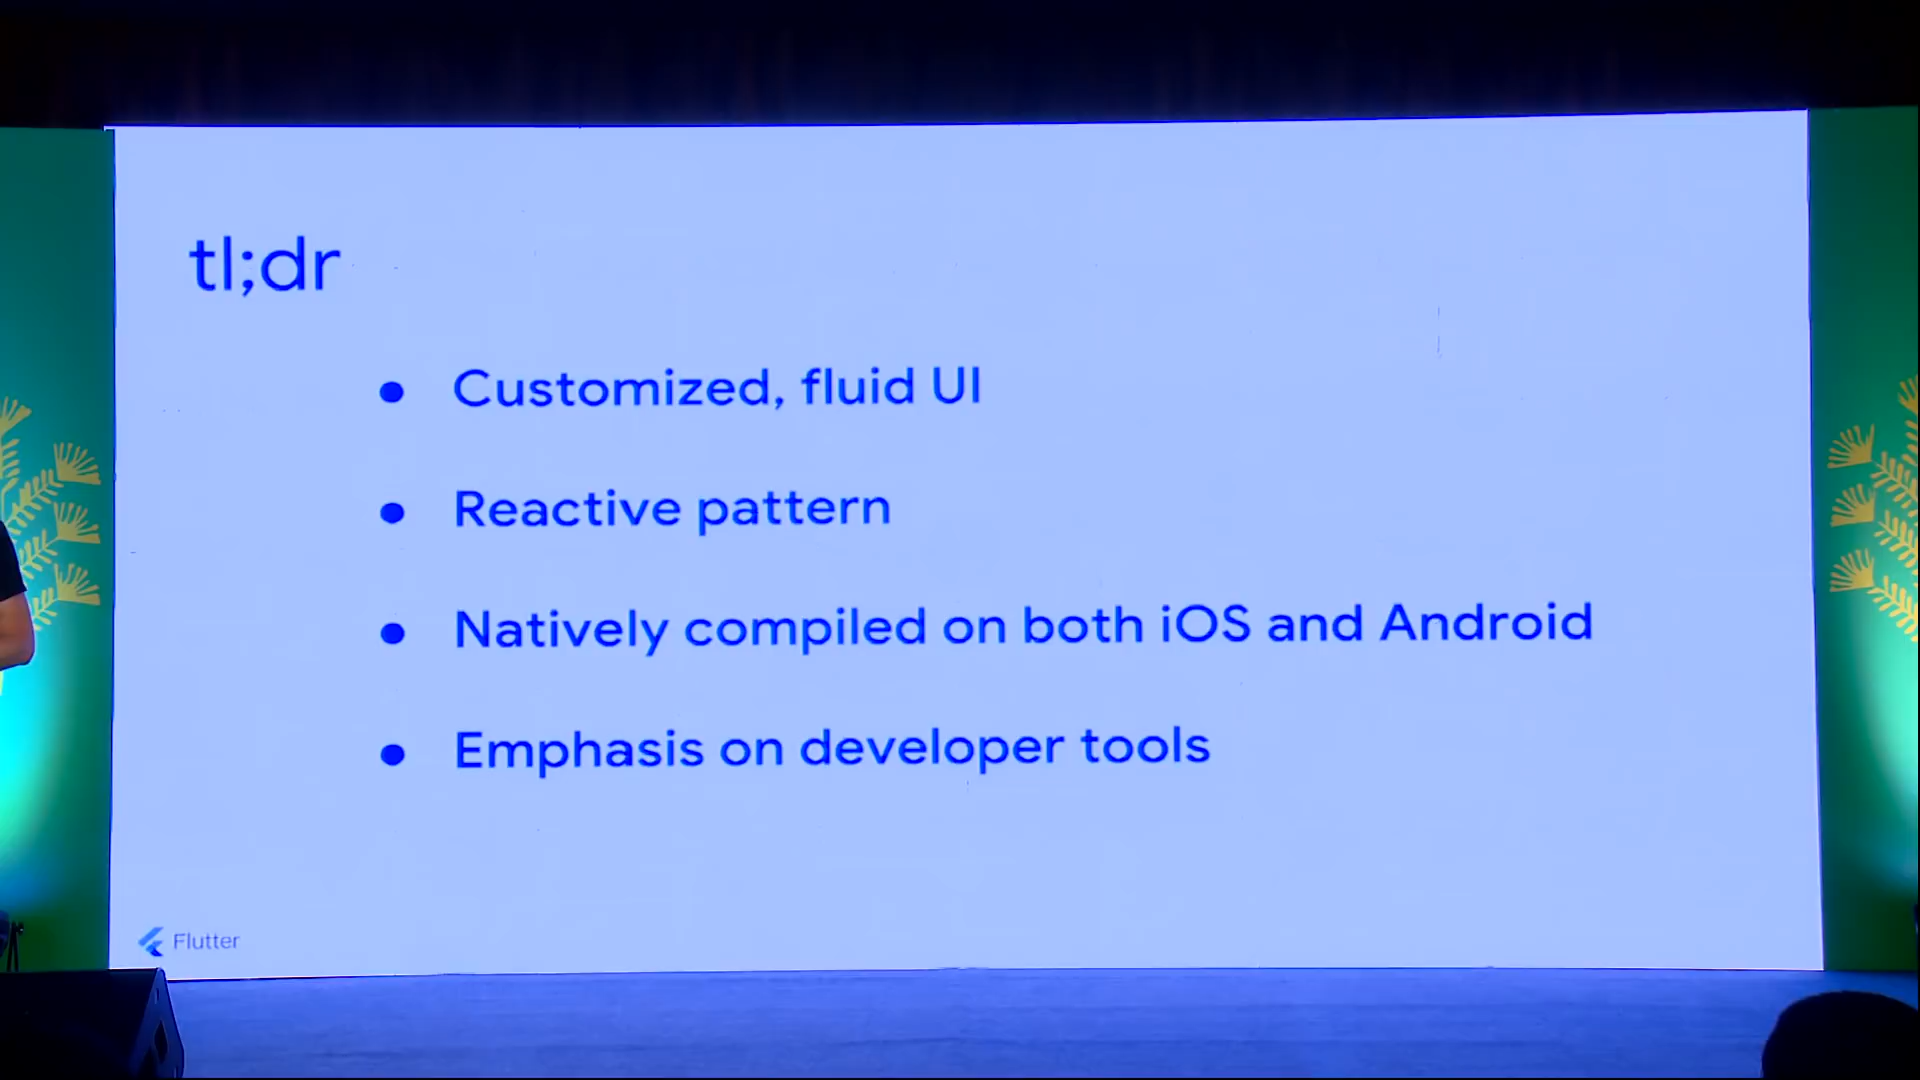 tl;dr
● Customized, fluid UI
● Reactive pattern
● Natively compiled on both iOS and Android
● Emphasis on developer tools
Flutter